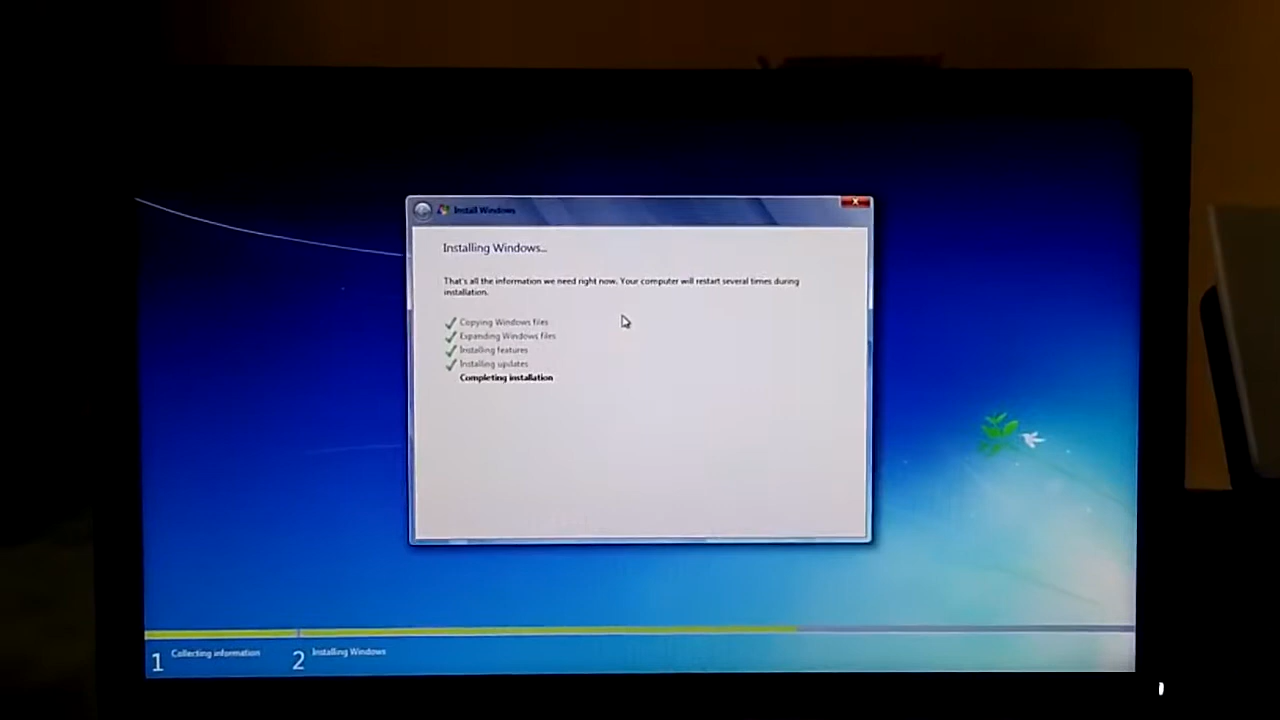 Install Windows
Installing Windows...
That's all the information we need right now. Your computer will restart several times during
installation.
Copying Windows files
Expanding Windows files
Installing features
Installing updates
Completing installation
1 Collecting information
2 Installing Windows